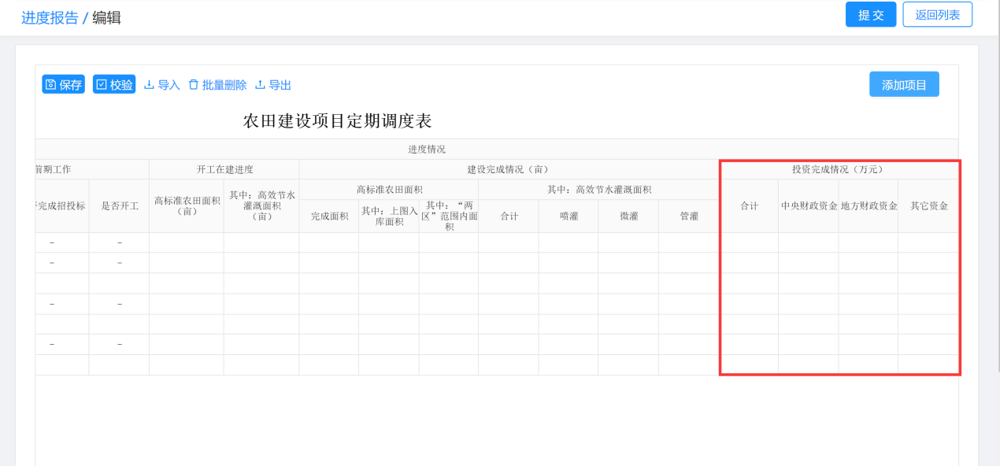 进度报告 / 编辑
提 交
返回列表
保存
校验
导入
批量删除
导出
添加项目
农田建设项目定期调度表
进度情况
前期工作
开工在建进度
建设完成情况（亩）
投资完成情况（万元）
完成招投标
是否开工
高标准农田面积
（亩）
其中：高效节水
灌溉面积
（亩）
高标准农田面积
其中：高效节水灌溉面积
完成面积
其中：上图入
库面积
其中：“两
区”范围内面
积
合计
喷灌
微灌
管灌
合计
中央财政资金
地方财政资金
其它资金
–
–
–
–
–
–
–
–